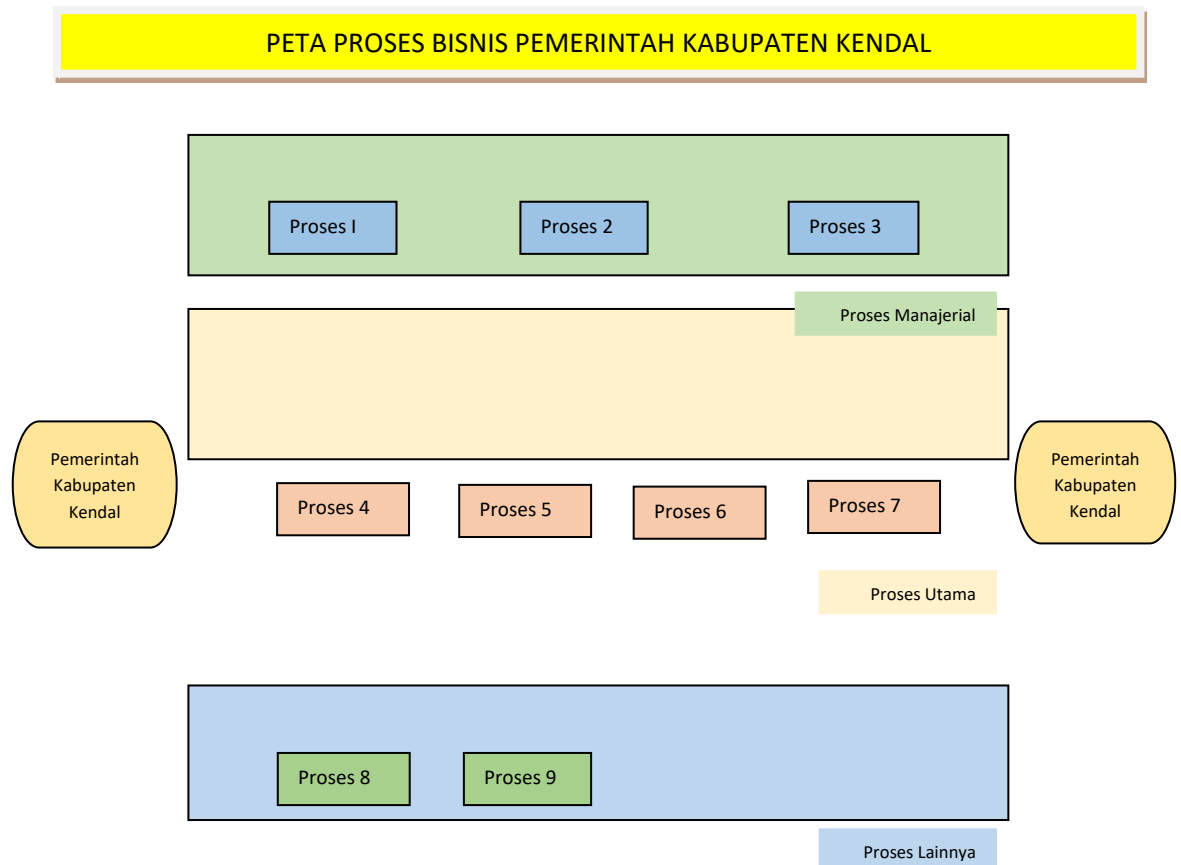 PETA PROSES BISNIS PEMERINTAH KABUPATEN KENDAL
Proses I
Proses 2
Proses 3
Proses Manajerial
Pemerintah
Kabupaten
Kendal
Proses 4
Proses 5
Proses 6
Proses 7
Pemerintah
Kabupaten
Kendal
Proses Utama
Proses 8
Proses 9
Proses Lainnya